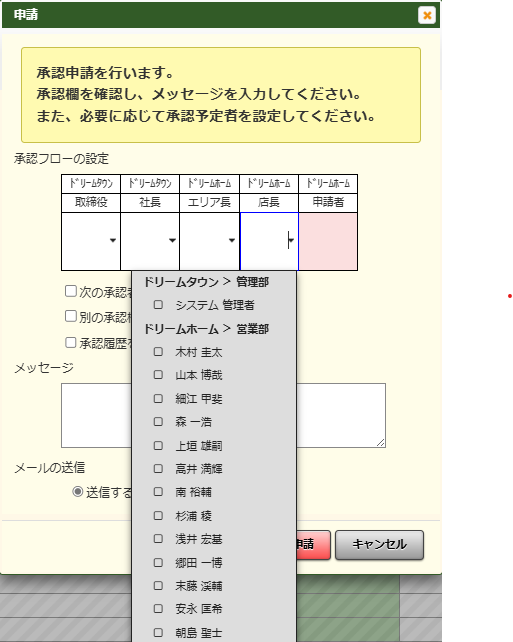 申請
承認申請を行います。
承認欄を確認し、メッセージを入力してください。
また、必要に応じて承認予定者を設定してください。
承認フローの設定
ﾄﾞﾘｰﾑﾀｳﾝ ﾄﾞﾘｰﾑﾀｳﾝ ﾄﾞﾘｰﾑﾎｰﾑ ﾄﾞﾘｰﾑﾎｰﾑ ﾄﾞﾘｰﾑﾎｰﾑ
取締役 社長 エリア長 店長 申請者
ドリームタウン > 管理部
次の承認
システム 管理者
別の承認
ドリームホーム > 営業部
承認履歴
木村 圭太
メッセージ
山本 博哉
細江 甲斐
森 一浩
上垣 雄嗣
メールの送信
高井 満輝
送信する
南 裕輔
杉浦 稜
浅井 宏基
申請 キャンセル
郷田 一博
末藤 渓輔
安永 匡希
朝島 聖士